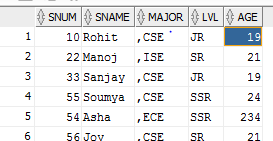 SNUM SNAME MAJOR LVL AGE
1 10 Rohit ,CSE JR 19
2 22 Manoj ,ISE SR 21
3 33 Sanjay ,CSE JR 19
4 55 Soumya ,CSE SSR 24
5 54 Asha ,ECE SSR 234
6 56 Joy ,CSE SR 21